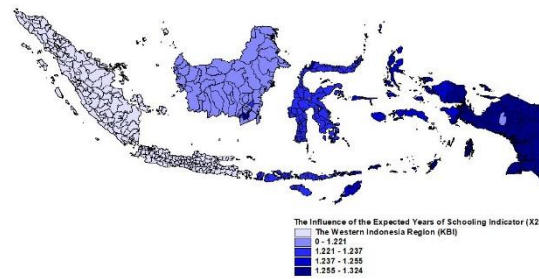 The Influence of the Expected Years of Schooling Indicator (X2
The Western Indonesia Region (KBI)
0 - 1.221
1.221 - 1.237
1.237 - 1.255
1.255 - 1.324